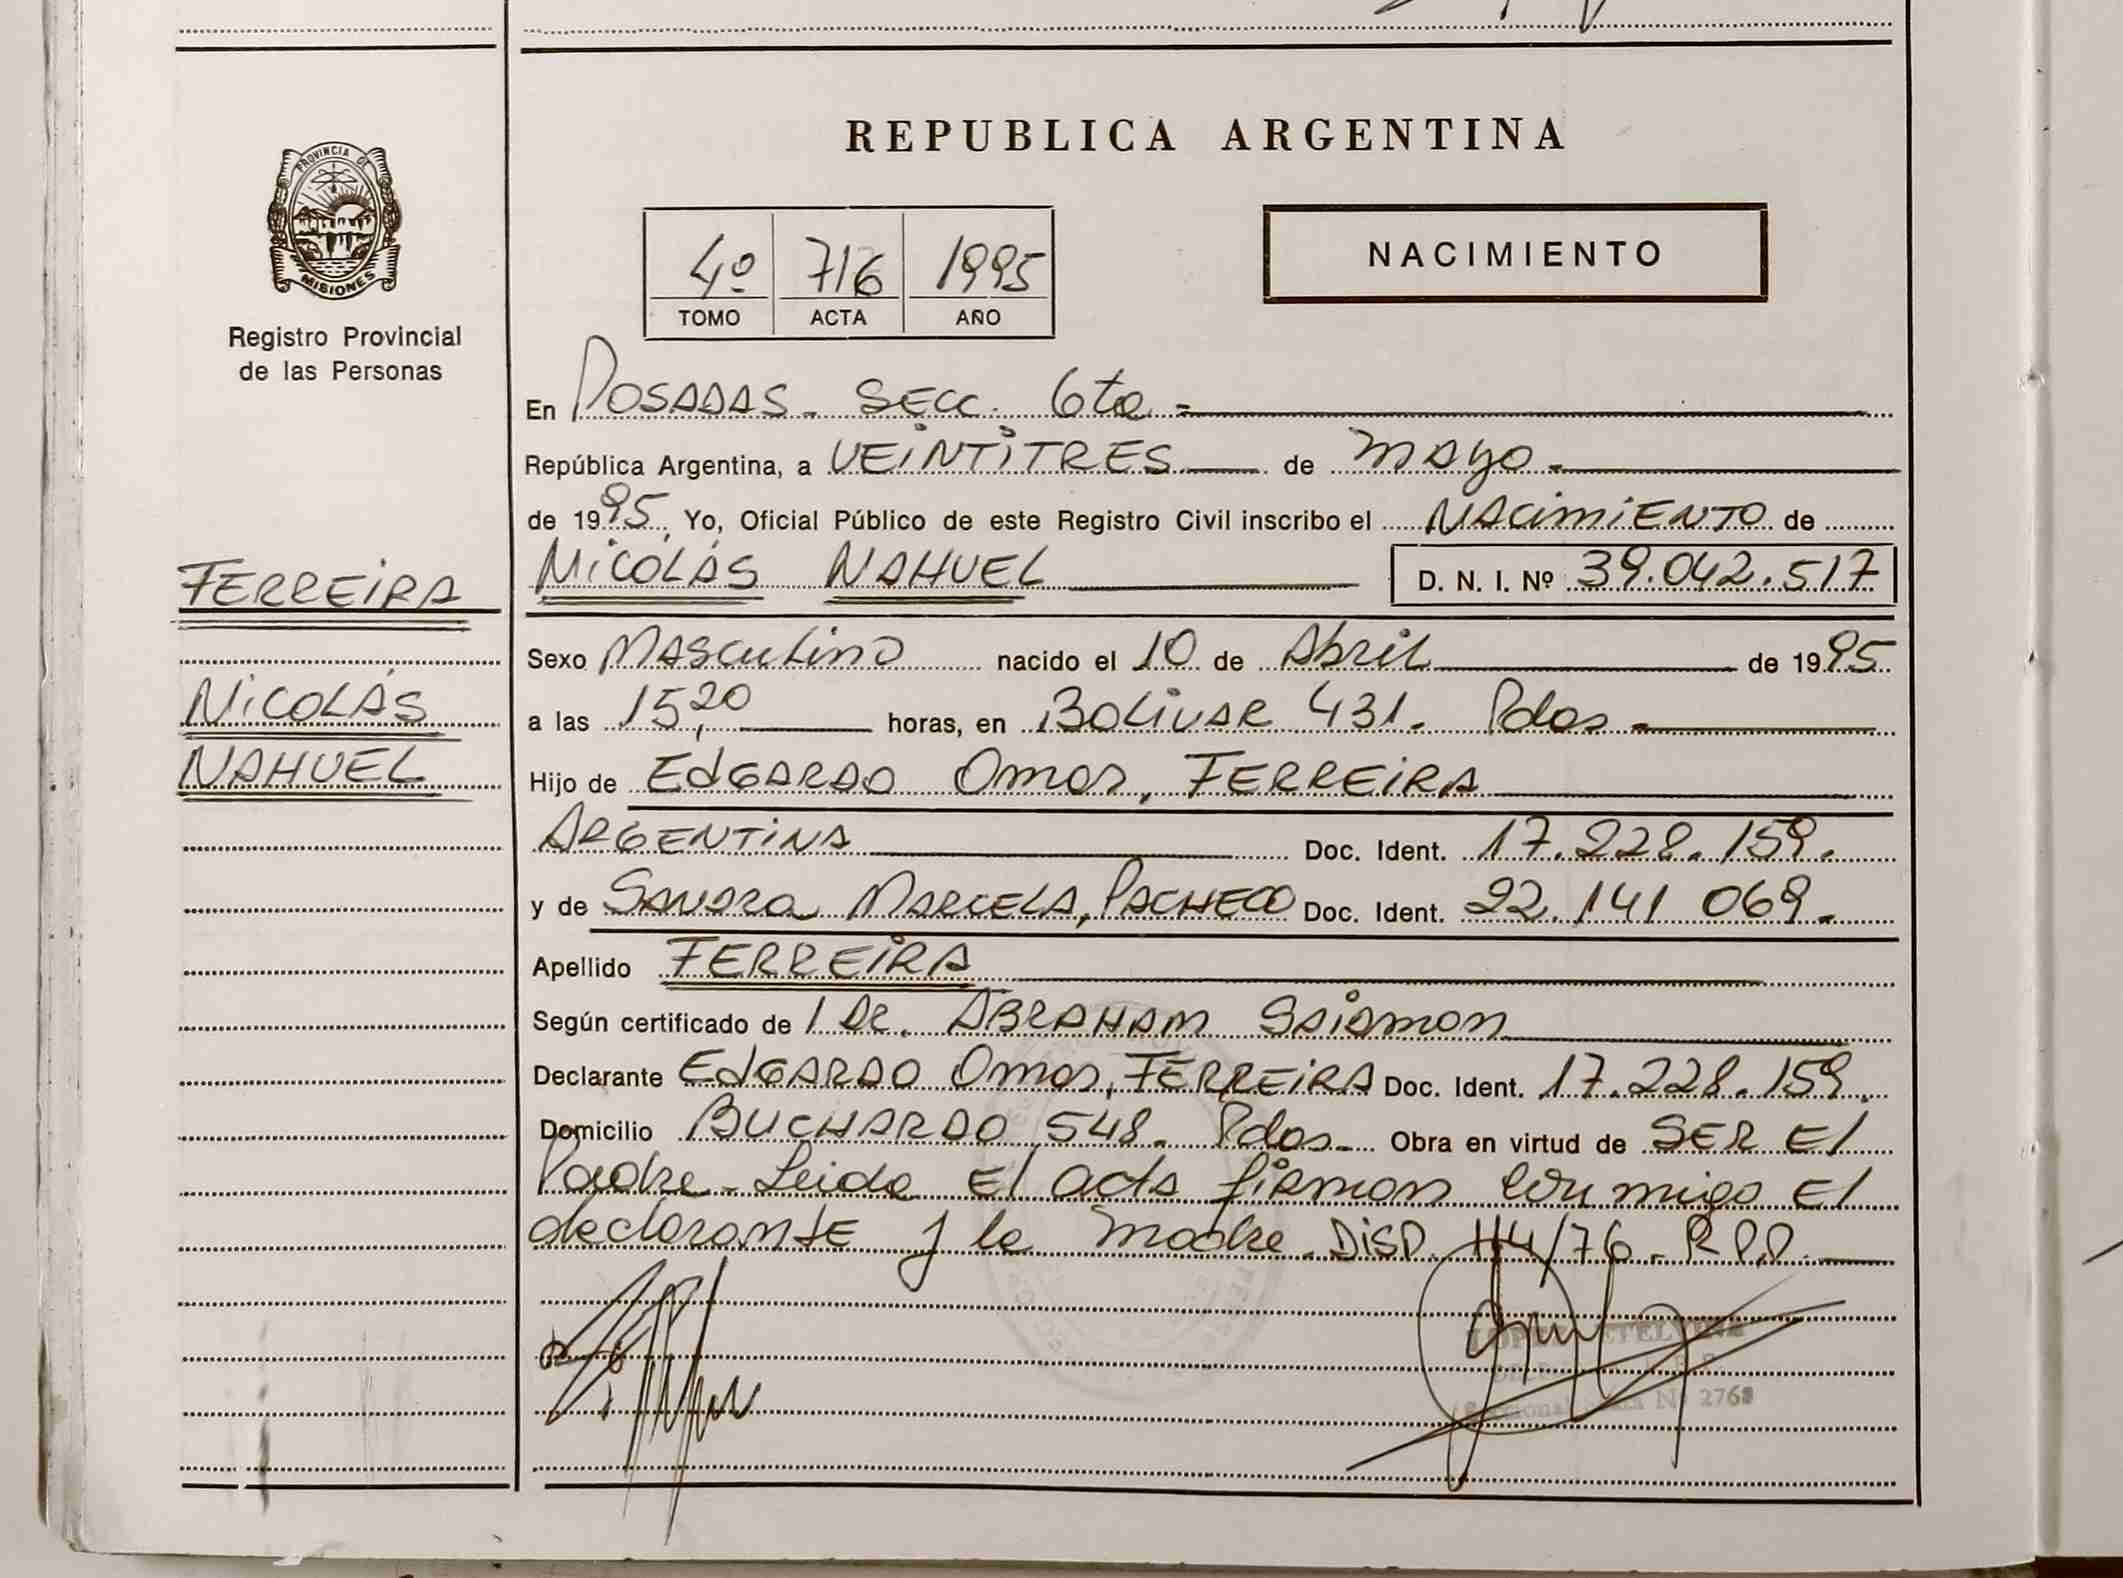 REPUBLICA ARGENTINA
PROVINCIA DE
MISIONES
Registro Provincial
de las Personas
4º 716 1995
TOMO ACTA AÑO
NACIMIENTO
En POSADAS. SECC. 6ta -
República Argentina, a VEINTITRES de mayo.
de 1995, Yo, Oficial Público de este Registro Civil inscribo el NACIMIENTO de
NICOLÁS NAHUEL D. N. I. Nº 39.042.517
FERREIRA
NICOLÁS
NAHUEL
Sexo MASCULINO nacido el 10 de Abril de 1995
a las 15,20 horas, en BOLIVAR 431. Pdas -
Hijo de EDGARDO Omar, FERREIRA
ARGENTINA Doc. Ident. 17.228.159.
y de SANDRA MARCELA, PACHECO Doc. Ident. 22.141 069.
Apellido FERREIRA
Según certificado de 1 Dr. ABRAHAM
Declarante EDGARDO Omar, FERREIRA Doc. Ident. 17.228.159
Domicilio BUCHARDO 548. Pdas. Obra en virtud de SER El
Padre - Leida El acta firman conmigo El
declarante y la madre. DISP. 114/76. R.P.P.
Nº 2768